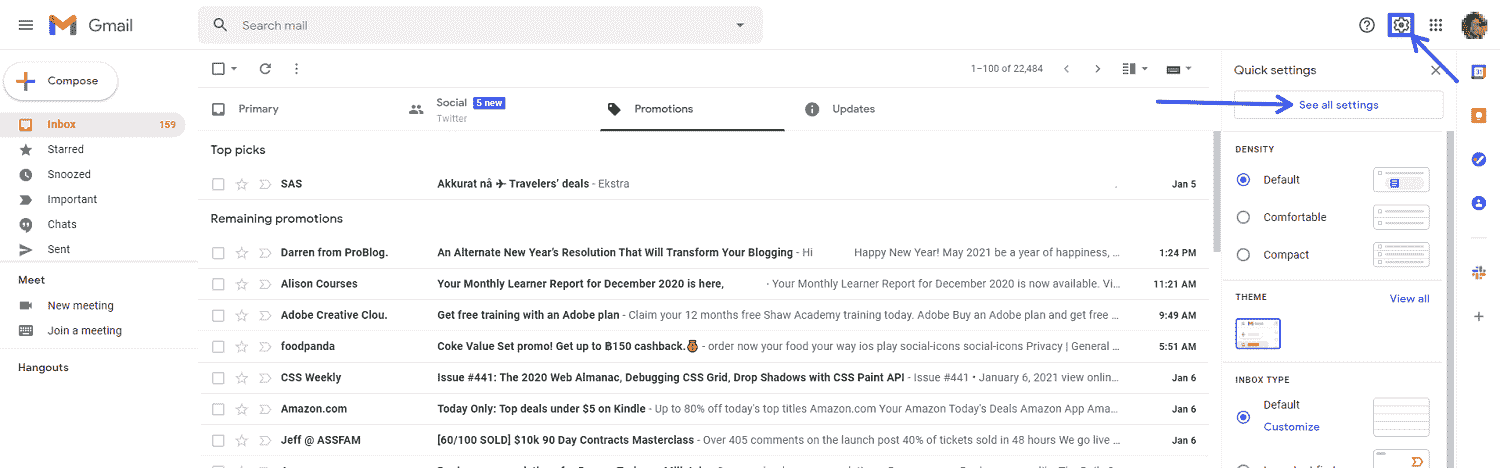 Gmail
Search mail
Compose
Inbox 159
Starred
Snoozed
Important
Chats
Sent
Meet
New meeting
Join a meeting
Hangouts
1–100 of 22,484
Primary
Social 5 new
Twitter
Promotions
Updates
Top picks
SAS Akkurat nå ✈ Travelers' deals - Ekstra . Jan 5
Remaining promotions
Darren from ProBlog. An Alternate New Year's Resolution That Will Transform Your Blogging - Hi Happy New Year! May 2021 be a year of happiness, … 1:24 PM
Alison Courses Your Monthly Learner Report for December 2020 is here, · Your Monthly Learner Report for December 2020 is now available. Vi… 11:21 AM
Adobe Creative Clou. Get free training with an Adobe plan - Claim your 12 months free Shaw Academy training today. Adobe Buy an Adobe plan and get free … 9:49 AM
foodpanda Coke Value Set promo! Get up to ฿150 cashback. - order now your food your way ios play social-icons social-icons Privacy | General … 5:51 AM
CSS Weekly Issue #441: The 2020 Web Almanac, Debugging CSS Grid, Drop Shadows with CSS Paint API - Issue #441 • January 6, 2021 view onlin… Jan 6
Amazon.com Today Only: Top deals under $5 on Kindle - Up to 80% off today's top titles Amazon.com Your Amazon Today's Deals Amazon App Ama… Jan 6
Jeff @ ASSFAM [60/100 SOLD] $10k 90 Day Contracts Masterclass - Over 405 comments on the launch post 40% of tickets sold in 48 hours We go live … Jan 6
Quick settings
See all settings
DENSITY
Default
Comfortable
Compact
THEME View all
INBOX TYPE
Default
Customize
31